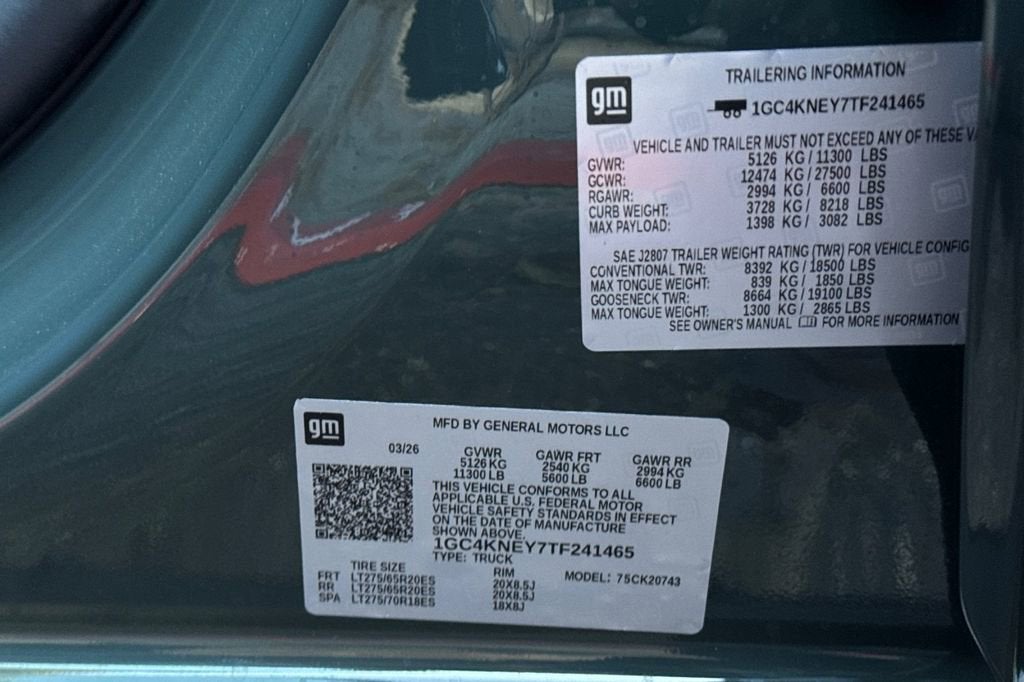 gm
TRAILERING INFORMATION
1GC4KNEY7TF241465
VEHICLE AND TRAILER MUST NOT EXCEED ANY OF THESE
GVWR: 5126 KG / 11300 LBS
GCWR: 12474 KG / 27500 LBS
RGAWR: 2994 KG / 6600 LBS
CURB WEIGHT: 3728 KG / 8218 LBS
MAX PAYLOAD: 1398 KG / 3082 LBS
SAE J2807 TRAILER WEIGHT RATING (TWR) FOR VEHICLE CONFIG
CONVENTIONAL TWR: 8392 KG / 18500 LBS
MAX TONGUE WEIGHT: 839 KG / 1850 LBS
GOOSENECK TWR: 8664 KG / 19100 LBS
MAX TONGUE WEIGHT: 1300 KG / 2865 LBS
SEE OWNER'S MANUAL FOR MORE INFORMATION
gm
MFD BY GENERAL MOTORS LLC
03/26 GVWR GAWR FRT GAWR RR
5126 KG 2540 KG 2994 KG
11300 LB 5600 LB 6600 LB
THIS VEHICLE CONFORMS TO ALL
APPLICABLE U.S. FEDERAL MOTOR
VEHICLE SAFETY STANDARDS IN EFFECT
ON THE DATE OF MANUFACTURE
SHOWN ABOVE.
1GC4KNEY7TF241465
TYPE: TRUCK
TIRE SIZE RIM MODEL: 75CK20743
FRT LT275/65R20ES 20X8.5J
RR LT275/65R20ES 20X8.5J
SPA LT275/70R18ES 18X8J